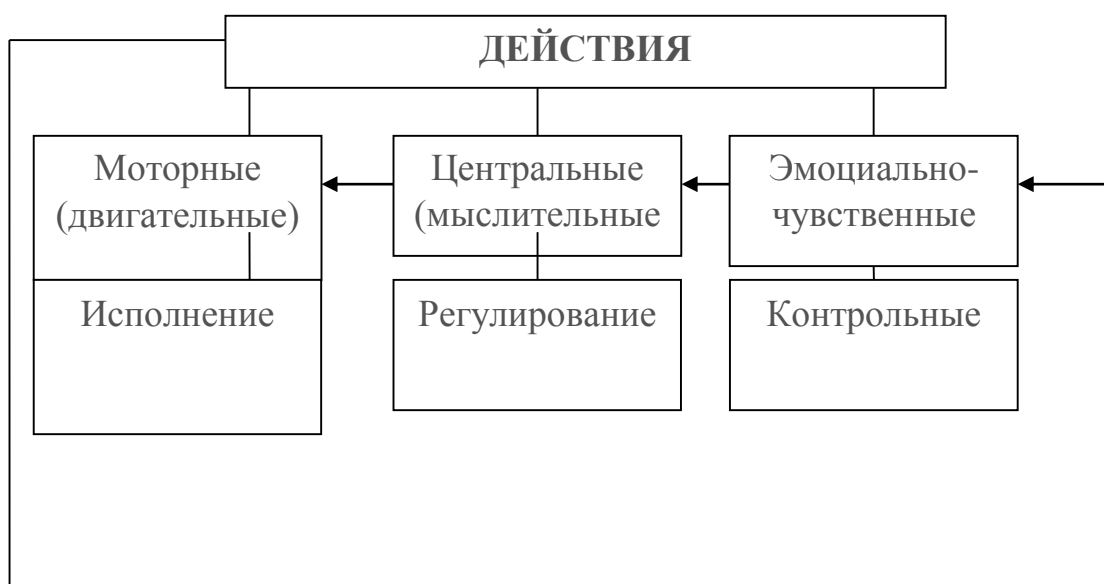 ДЕЙСТВИЯ
Моторные
(двигательные)
Центральные
(мыслительные
Эмоциально-
чувственные
Исполнение
Регулирование
Контрольные